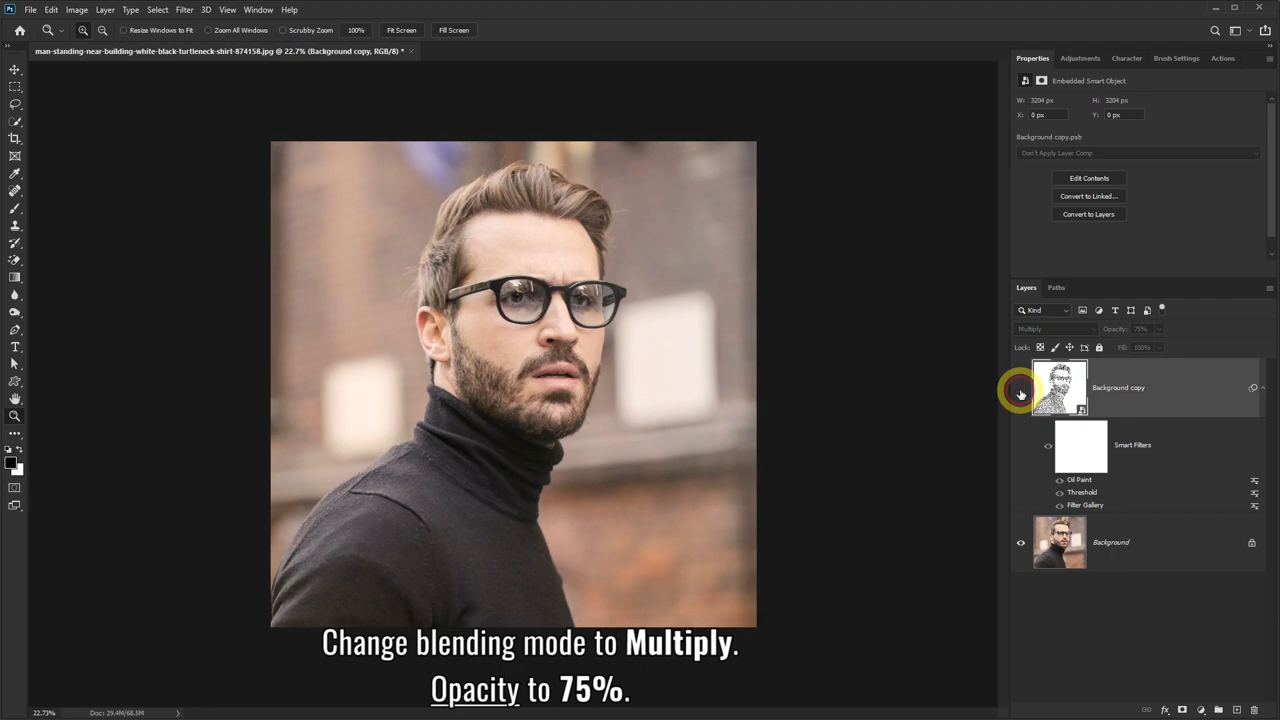 Ps File Edit Image Layer Type Select Filter 3D View Window Help
Resize Windows to Fit Zoom All Windows Scrubby Zoom 100% Fit Screen Fill Screen
man-standing-near-building-white-black-turtleneck-shirt-874158.jpg @ 22.7% (Background copy, RGB/8) *
Properties Adjustments Character Brush Settings Actions
Embedded Smart Object
W: 3204 px H: 3204 px
X: 0 px Y: 0 px
Background copy.psb
Don't Apply Layer Comp
Edit Contents
Convert to Linked...
Convert to Layers
Layers Paths
Kind
Multiply Opacity: 75%
Lock: Fill: 100%
Background copy
Smart Filters
Oil Paint
Threshold
Filter Gallery
Background
Change blending mode to Multiply.
Opacity to 75%.
22.73% Doc: 29.4M/68.5M
fx